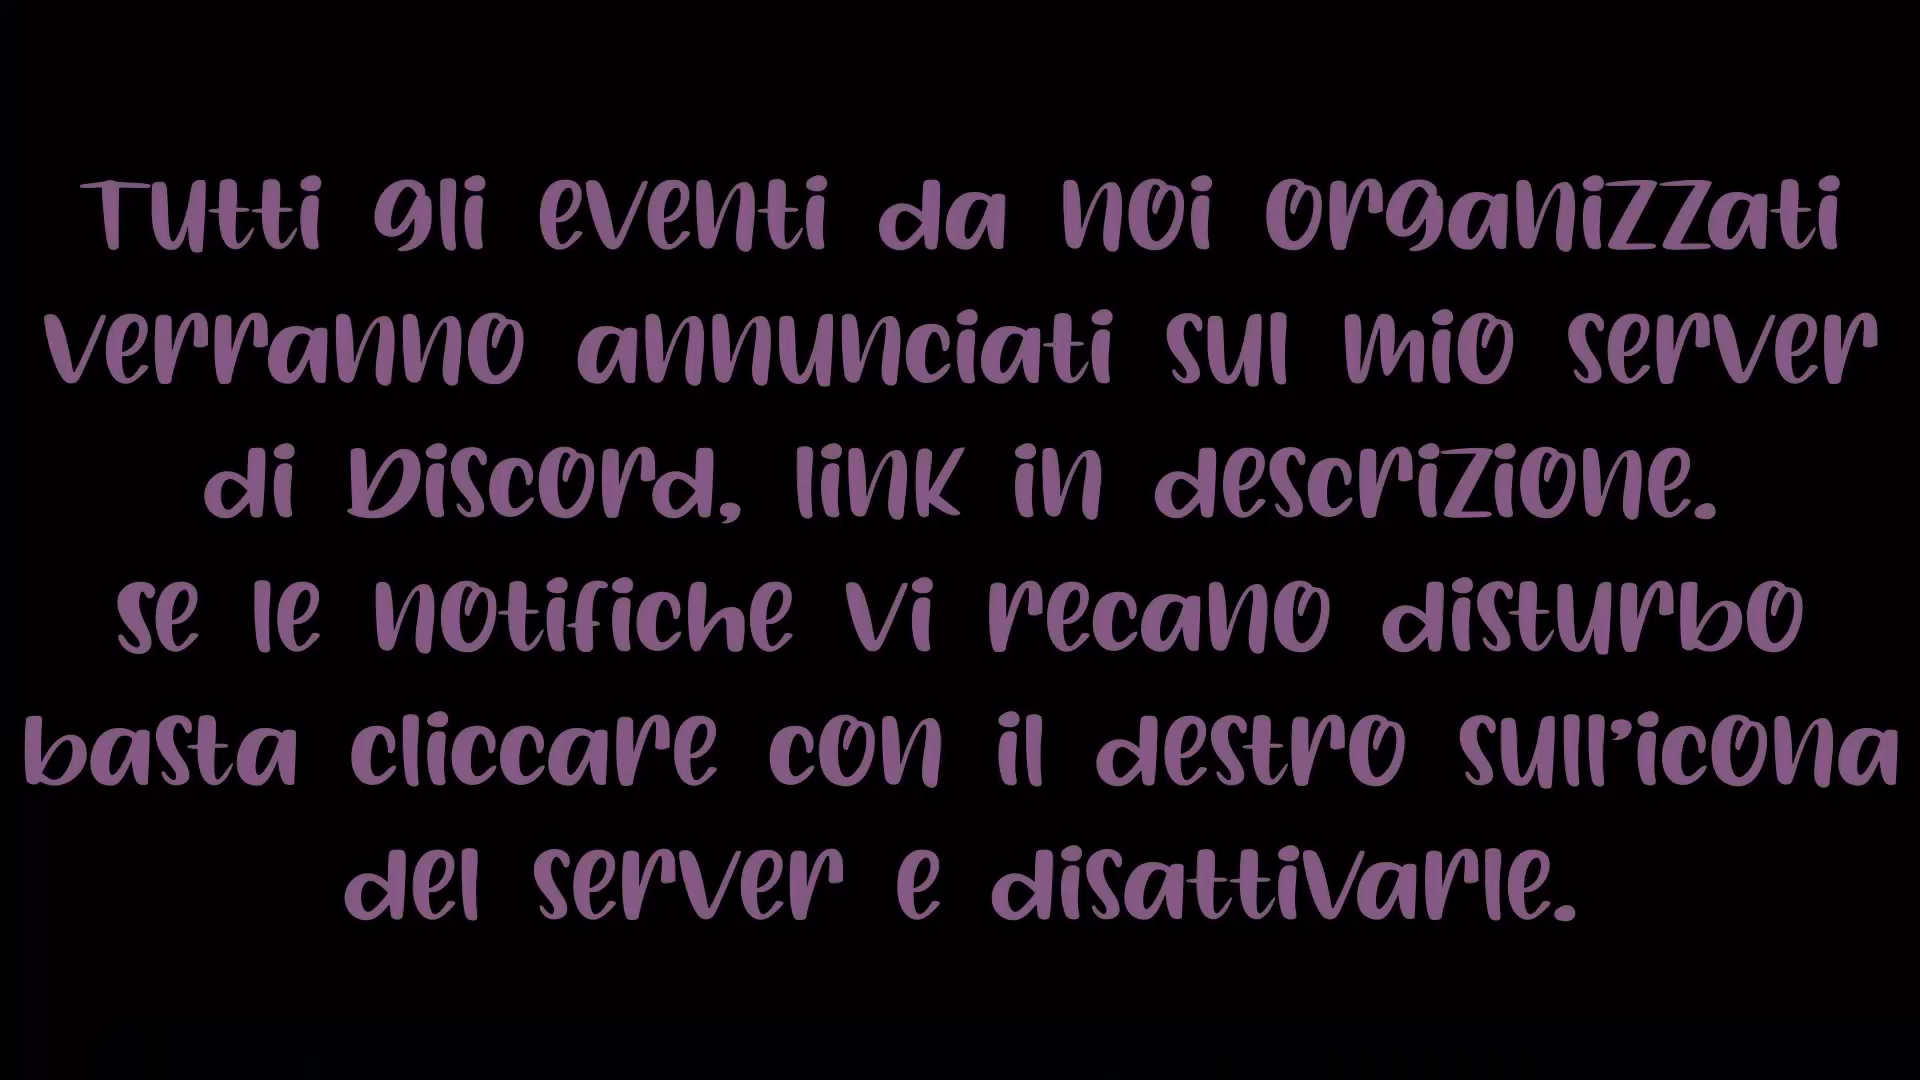 Tutti gli eventi da noi organizzati
verranno annunciati sul mio server
di Discord, link in descrizione.
se le notifiche vi recano disturbo
basta cliccare con il destro sull'icona
del server e disattivarle.